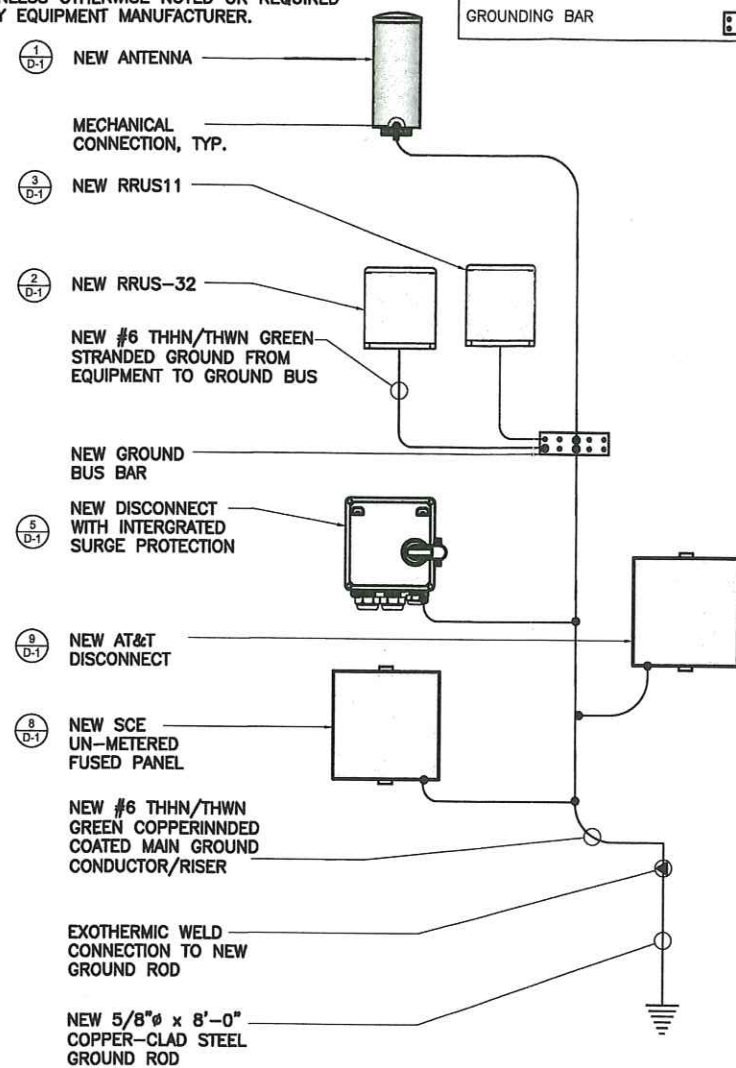 UNLESS OTHERWISE NOTED OR REQUIRED
BY EQUIPMENT MANUFACTURER.
GROUNDING BAR
1
D-1
NEW ANTENNA
MECHANICAL
CONNECTION, TYP.
3
D-1
NEW RRUS11
2
D-1
NEW RRUS-32
NEW #6 THHN/THWN GREEN
STRANDED GROUND FROM
EQUIPMENT TO GROUND BUS
NEW GROUND
BUS BAR
5
D-1
NEW DISCONNECT
WITH INTERGRATED
SURGE PROTECTION
9
D-1
NEW AT&T
DISCONNECT
8
D-1
NEW SCE
UN-METERED
FUSED PANEL
NEW #6 THHN/THWN
GREEN COPPERINNDED
COATED MAIN GROUND
CONDUCTOR/RISER
EXOTHERMIC WELD
CONNECTION TO NEW
GROUND ROD
NEW 5/8"ø x 8'-0"
COPPER-CLAD STEEL
GROUND ROD